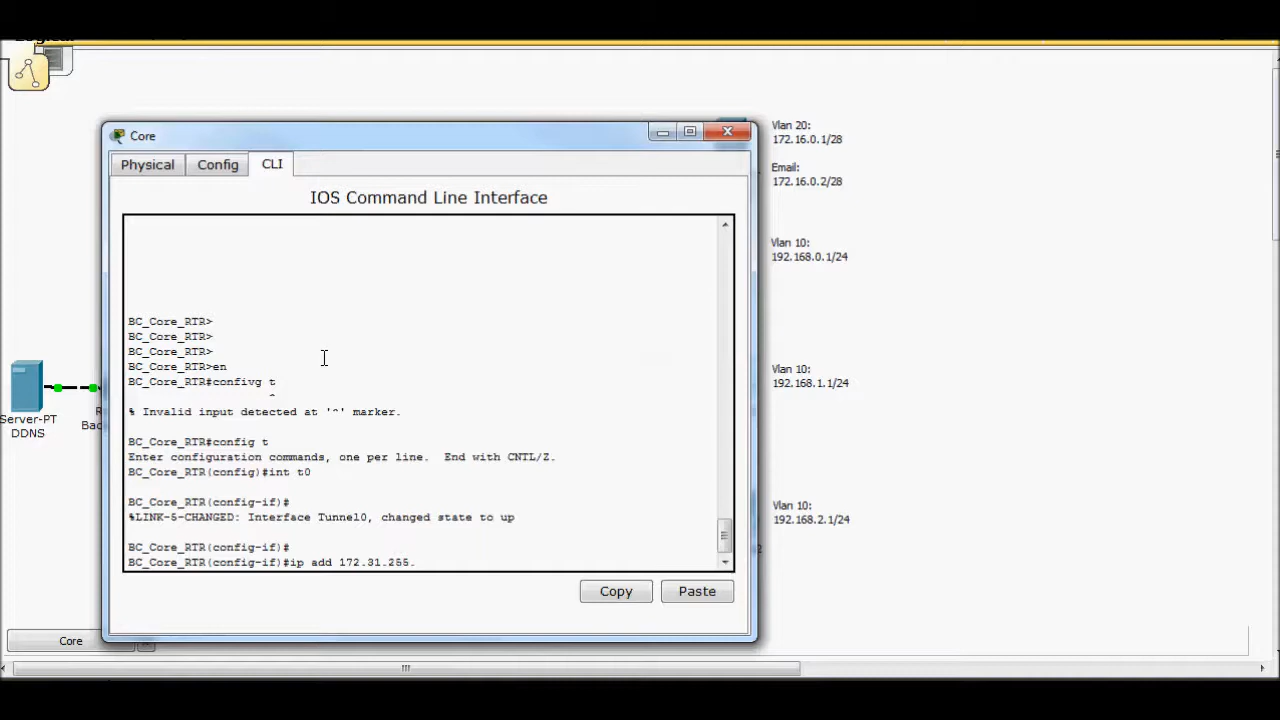 Core
Vlan 20:
172.16.0.1/28
Physical
Config
CLI
Email:
172.16.0.2/28
IOS Command Line Interface
Vlan 10:
192.168.0.1/24
BC_Core_RTR>
BC_Core_RTR>
BC_Core_RTR>
BC_Core_RTR>en
BC_Core_RTR#confivg t
^
% Invalid input detected at '^' marker.
Vlan 10:
192.168.1.1/24
Server-PT
DDNS
BC_Core_RTR#config t
Enter configuration commands, one per line.  End with CNTL/Z.
BC_Core_RTR(config)#int t0
BC_Core_RTR(config-if)#
%LINK-5-CHANGED: Interface Tunnel0, changed state to up
Vlan 10:
192.168.2.1/24
BC_Core_RTR(config-if)#
BC_Core_RTR(config-if)#ip add 172.31.255.
Copy
Paste
Core